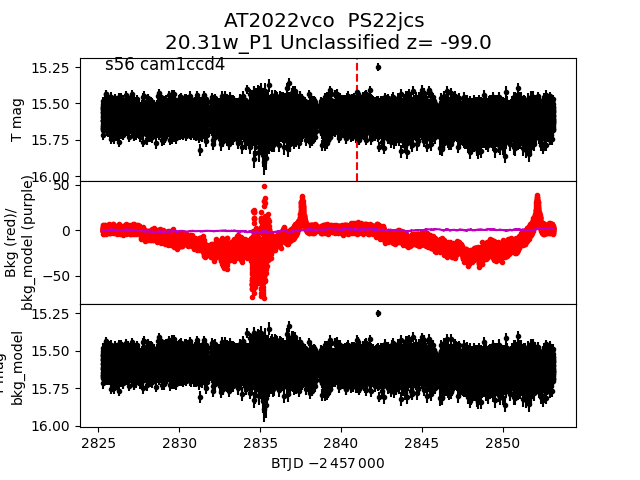 AT2022vco  PS22jcs
20.31w_P1 Unclassified z= -99.0
s56 cam1ccd4
15.25
15.50
15.75
16.00
T mag
50
0
−50
Bkg (red)/
bkg_model (purple)
15.25
15.50
15.75
16.00
mag
bkg_model
2825 2830 2835 2840 2845 2850
BTJD −2 457 000